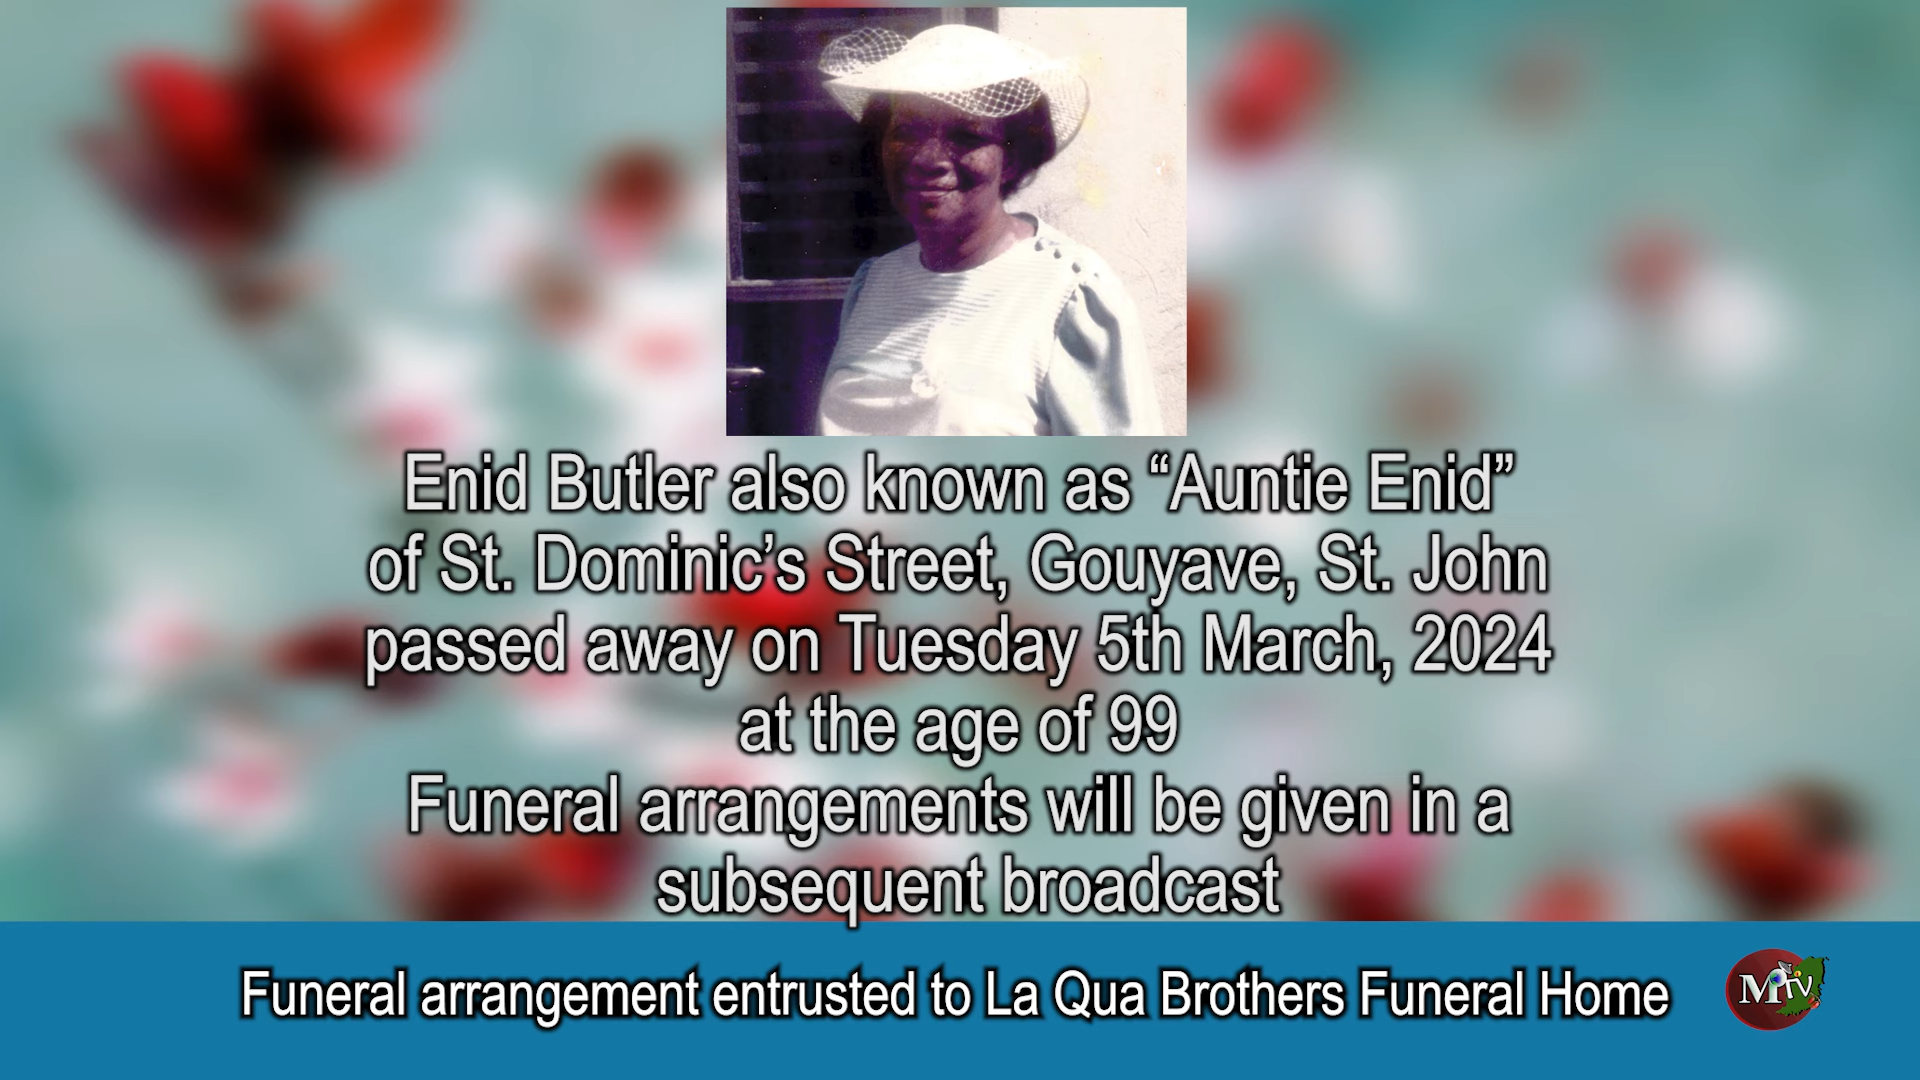 Enid Butler also known as “Auntie Enid”
of St. Dominic’s Street, Gouyave, St. John
passed away on Tuesday 5th March, 2024
at the age of 99
Funeral arrangements will be given in a
subsequent broadcast
Funeral arrangement entrusted to La Qua Brothers Funeral Home
MTV